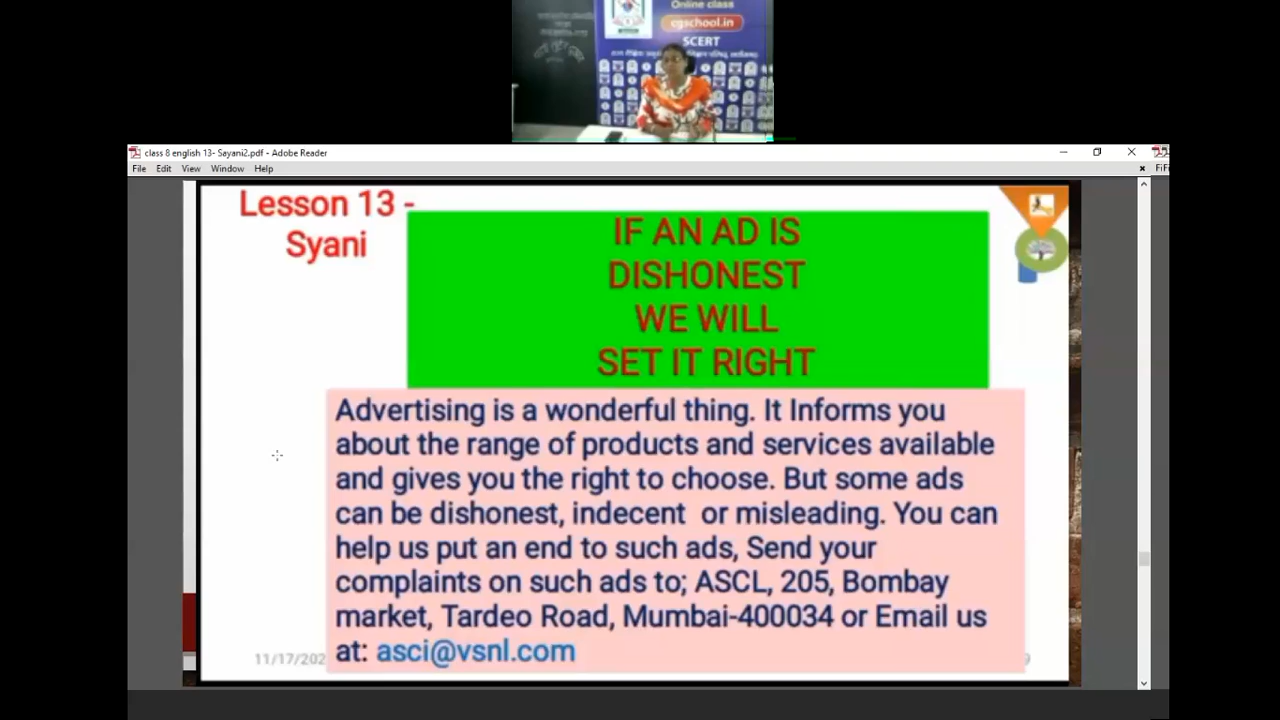 Online class
cgschool.in
SCERT
class 8 english 13- Sayani2.pdf - Adobe Reader
File Edit View Window Help
Lesson 13 -
Syani
IF AN AD IS
DISHONEST
WE WILL
SET IT RIGHT
Advertising is a wonderful thing. It Informs you
about the range of products and services available
and gives you the right to choose. But some ads
can be dishonest, indecent or misleading. You can
help us put an end to such ads, Send your
complaints on such ads to; ASCL, 205, Bombay
market, Tardeo Road, Mumbai-400034 or Email us
at: asci@vsnl.com
11/17/202